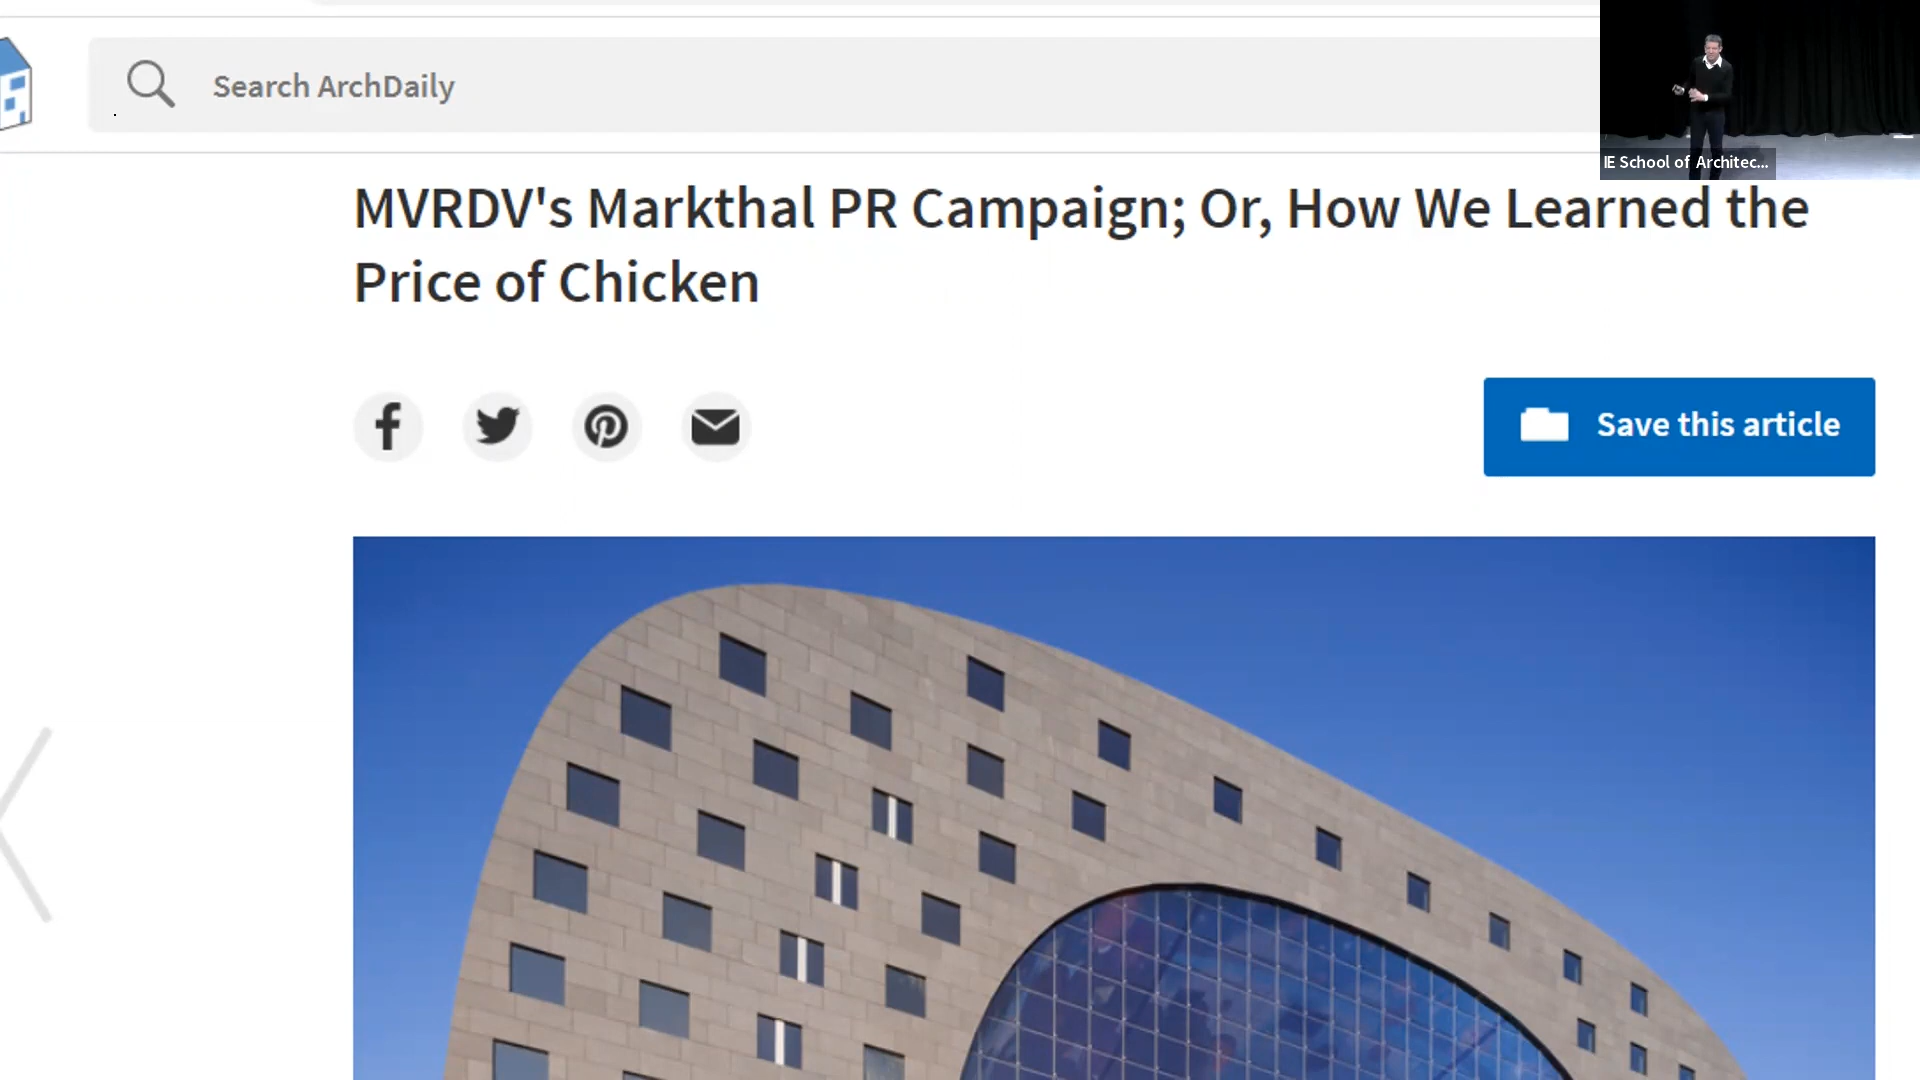 Search ArchDaily
IE School of Architec...
MVRDV's Markthal PR Campaign; Or, How We Learned the
Price of Chicken
Save this article